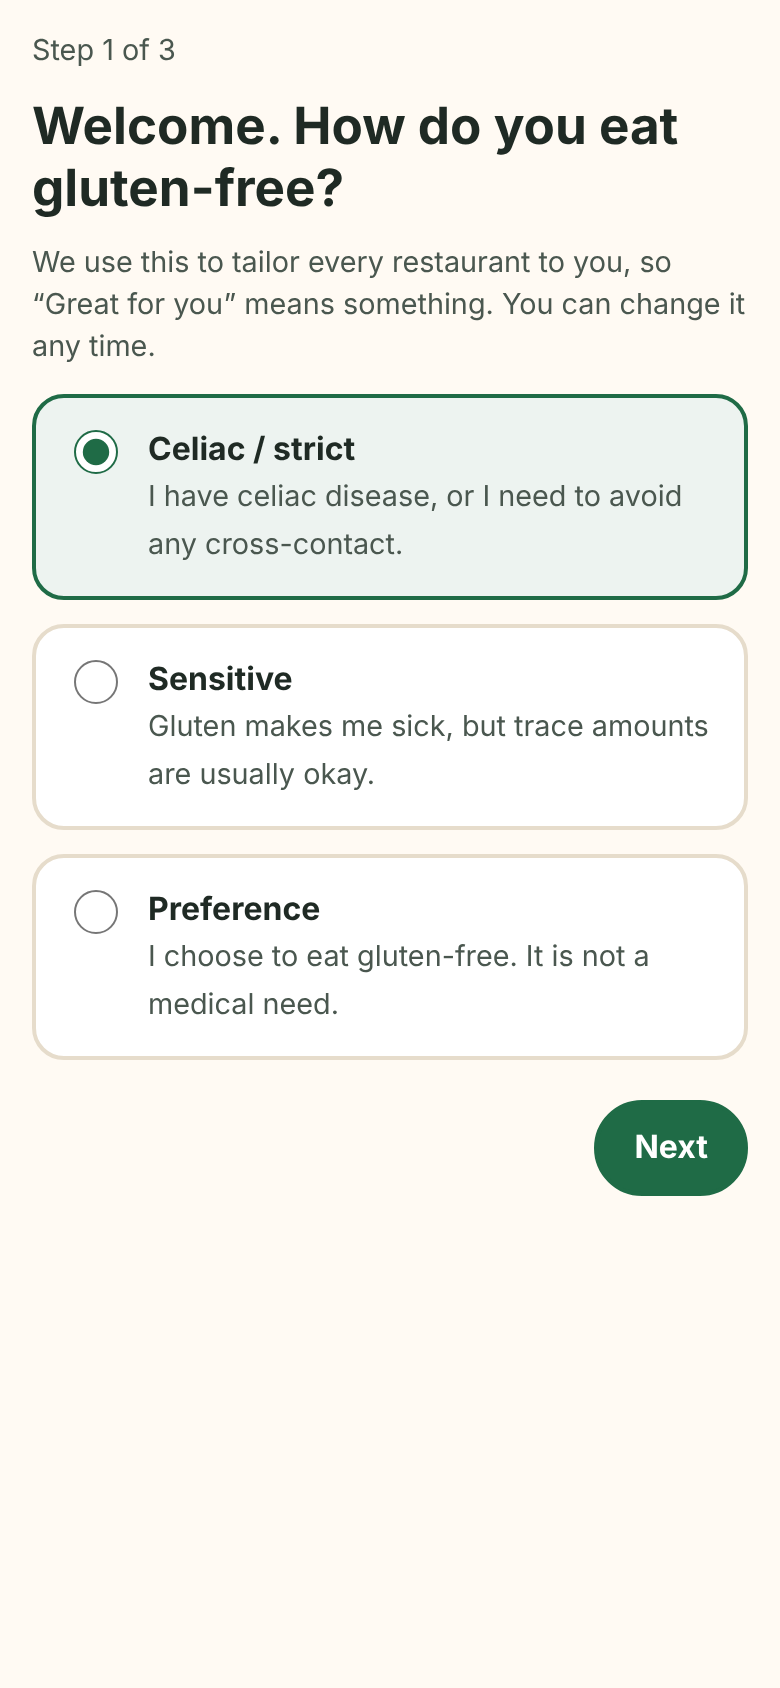 Step 1 of 3
Welcome. How do you eat
gluten-free?
We use this to tailor every restaurant to you, so
“Great for you” means something. You can change it
any time.
Celiac / strict
I have celiac disease, or I need to avoid
any cross-contact.
Sensitive
Gluten makes me sick, but trace amounts
are usually okay.
Preference
I choose to eat gluten-free. It is not a
medical need.
Next